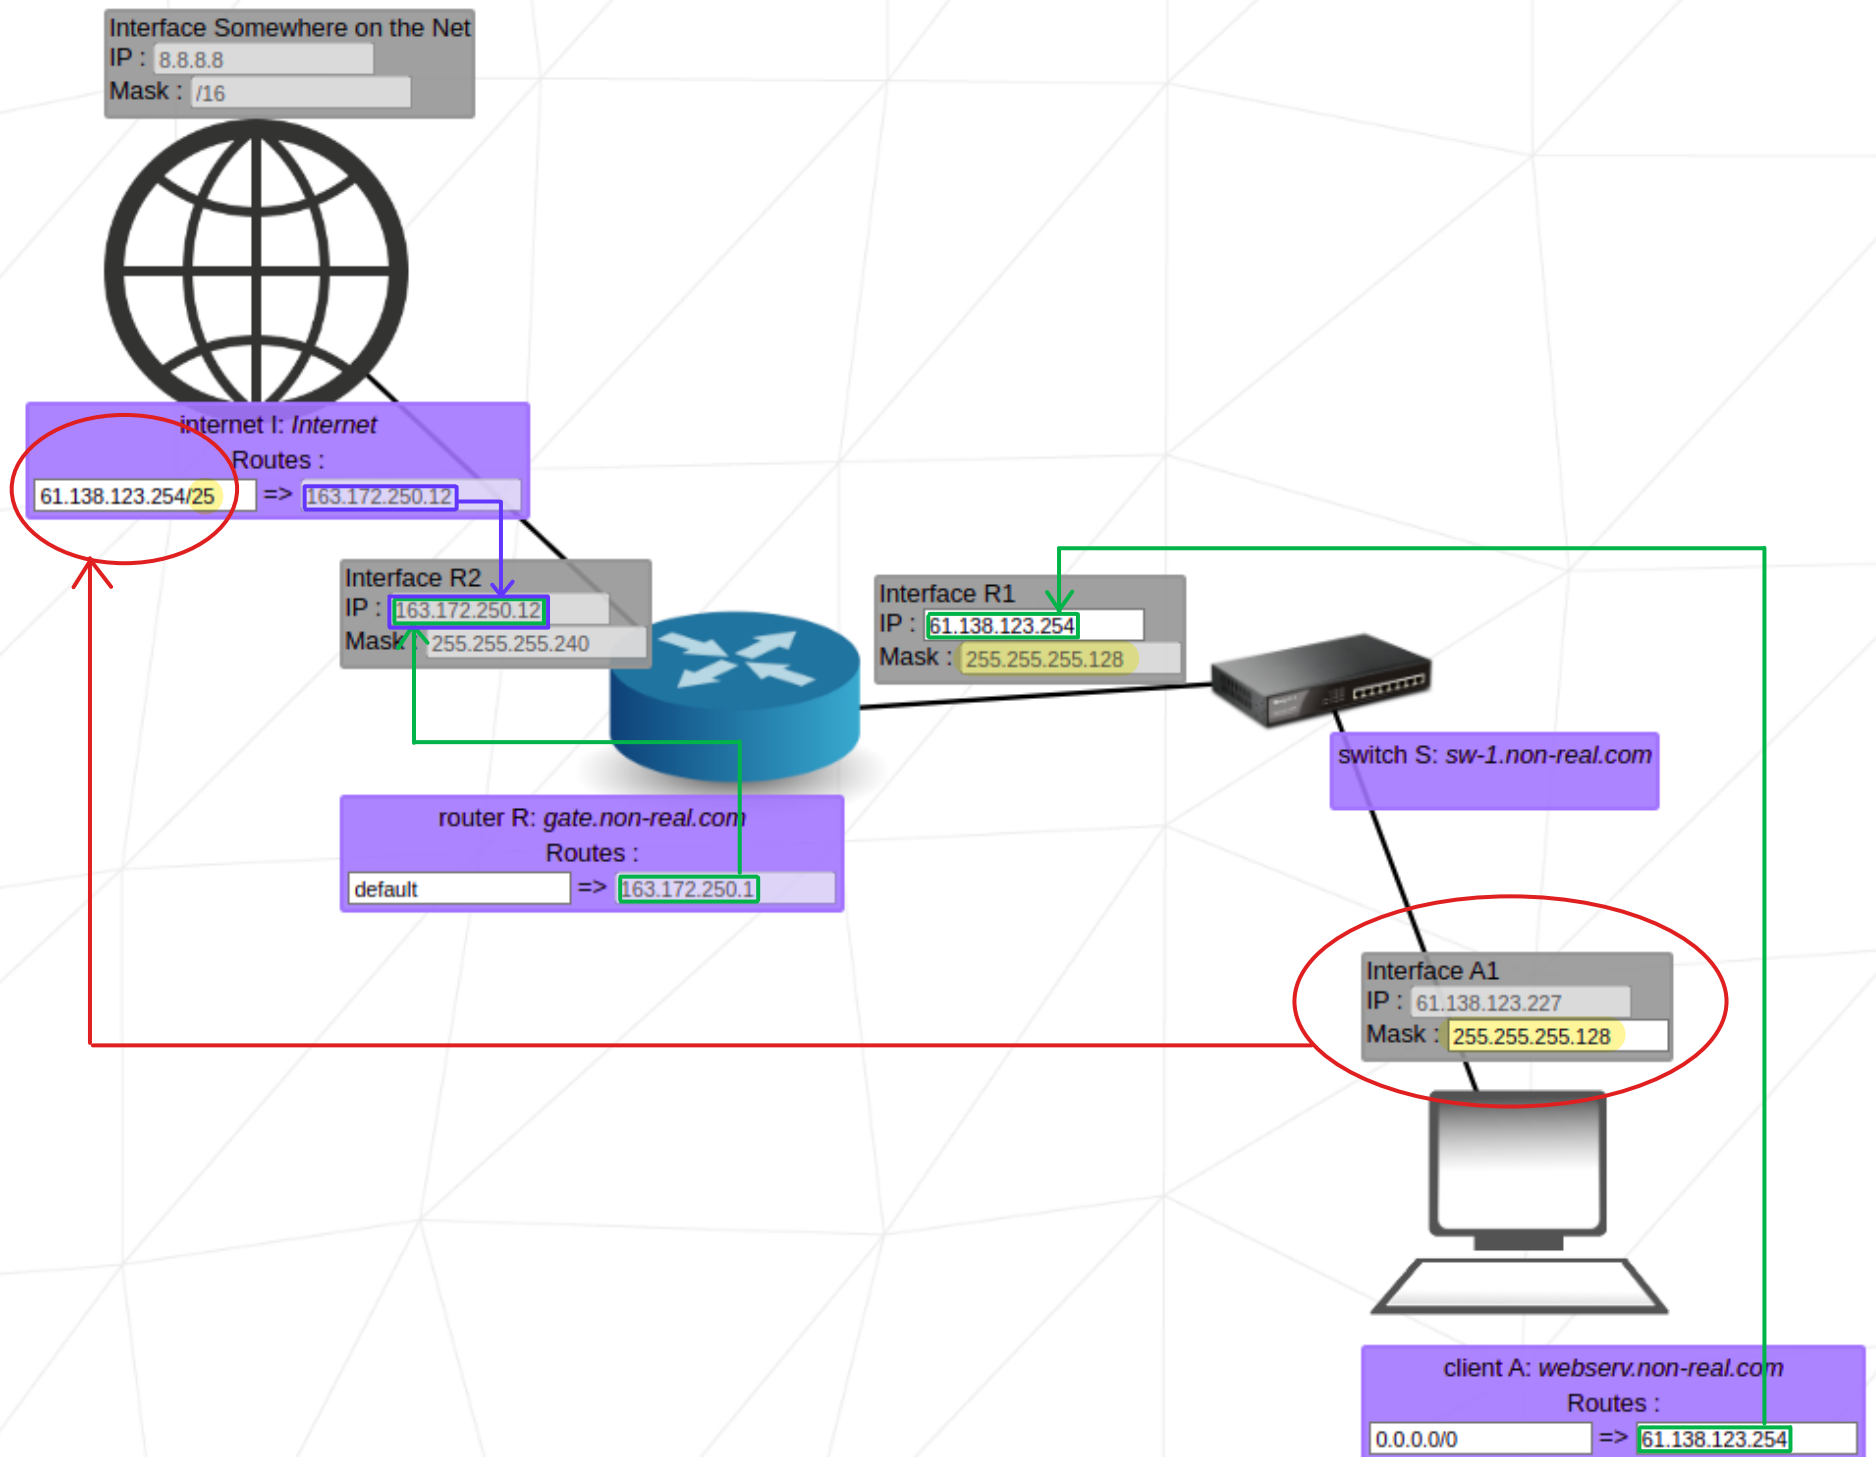 Interface Somewhere on the Net
IP : 8.8.8.8
Mask : /16
internet I: Internet
Routes :
61.138.123.254/25 => 163.172.250.12
Interface R2
IP : 163.172.250.12
Mask : 255.255.255.240
Interface R1
IP : 61.138.123.254
Mask : 255.255.255.128
switch S: sw-1.non-real.com
router R: gate.non-real.com
Routes :
default => 163.172.250.1
Interface A1
IP : 61.138.123.227
Mask : 255.255.255.128
client A: webserv.non-real.com
Routes :
0.0.0.0/0 => 61.138.123.254